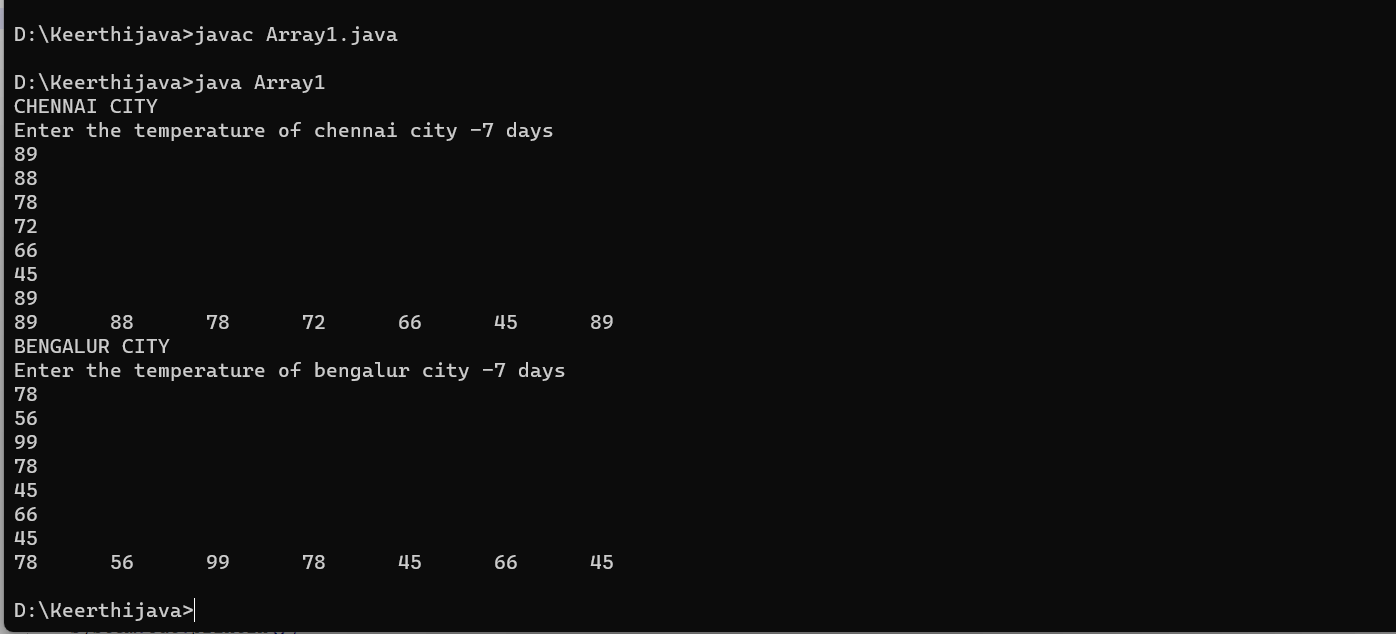 D:\Keerthijava>javac Array1.java
D:\Keerthijava>java Array1
CHENNAI CITY
Enter the temperature of chennai city -7 days
89
88
78
72
66
45
89
89 88 78 72 66 45 89
BENGALUR CITY
Enter the temperature of bengalur city -7 days
78
56
99
78
45
66
45
78 56 99 78 45 66 45
D:\Keerthijava>